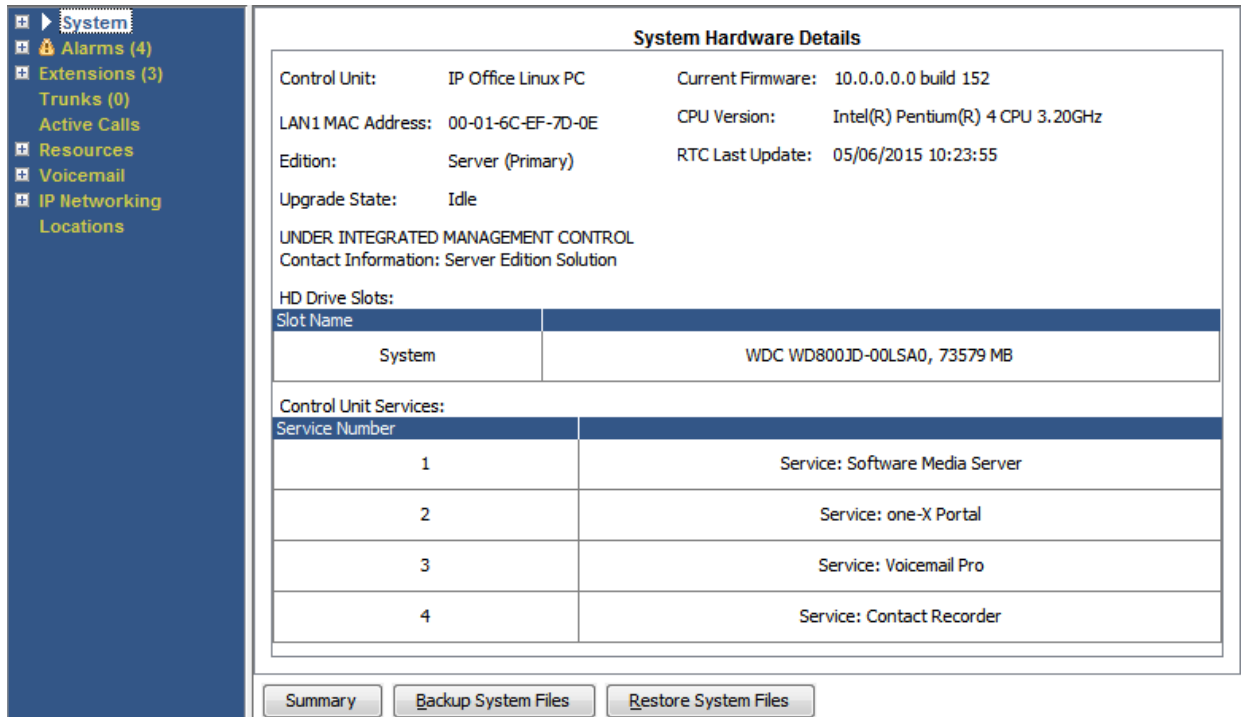 System
Alarms (4)
Extensions (3)
Trunks (0)
Active Calls
Resources
Voicemail
IP Networking
Locations
System Hardware Details
Control Unit: IP Office Linux PC Current Firmware: 10.0.0.0.0 build 152
LAN1 MAC Address: 00-01-6C-EF-7D-0E CPU Version: Intel(R) Pentium(R) 4 CPU 3.20GHz
Edition: Server (Primary) RTC Last Update: 05/06/2015 10:23:55
Upgrade State: Idle
UNDER INTEGRATED MANAGEMENT CONTROL
Contact Information: Server Edition Solution
HD Drive Slots:
Slot Name
System WDC WD800JD-00LSA0, 73579 MB
Control Unit Services:
Service Number
1 Service: Software Media Server
2 Service: one-X Portal
3 Service: Voicemail Pro
4 Service: Contact Recorder
Summary Backup System Files Restore System Files